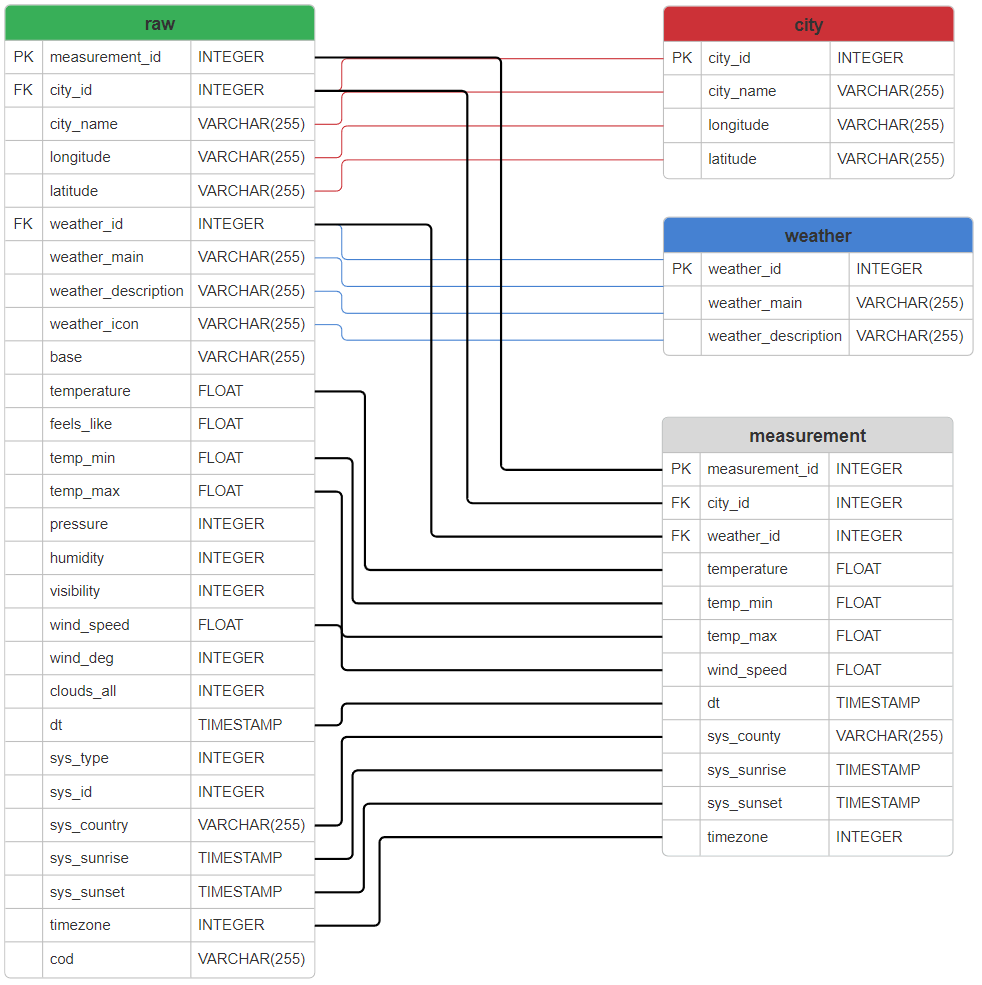 raw
PK measurement_id INTEGER
FK city_id INTEGER
city_name VARCHAR(255)
longitude VARCHAR(255)
latitude VARCHAR(255)
FK weather_id INTEGER
weather_main VARCHAR(255)
weather_description VARCHAR(255)
weather_icon VARCHAR(255)
base VARCHAR(255)
temperature FLOAT
feels_like FLOAT
temp_min FLOAT
temp_max FLOAT
pressure INTEGER
humidity INTEGER
visibility INTEGER
wind_speed FLOAT
wind_deg INTEGER
clouds_all INTEGER
dt TIMESTAMP
sys_type INTEGER
sys_id INTEGER
sys_country VARCHAR(255)
sys_sunrise TIMESTAMP
sys_sunset TIMESTAMP
timezone INTEGER
cod VARCHAR(255)
city
PK city_id INTEGER
city_name VARCHAR(255)
longitude VARCHAR(255)
latitude VARCHAR(255)
weather
PK weather_id INTEGER
weather_main VARCHAR(255)
weather_description VARCHAR(255)
measurement
PK measurement_id INTEGER
FK city_id INTEGER
FK weather_id INTEGER
temperature FLOAT
temp_min FLOAT
temp_max FLOAT
wind_speed FLOAT
dt TIMESTAMP
sys_county VARCHAR(255)
sys_sunrise TIMESTAMP
sys_sunset TIMESTAMP
timezone INTEGER